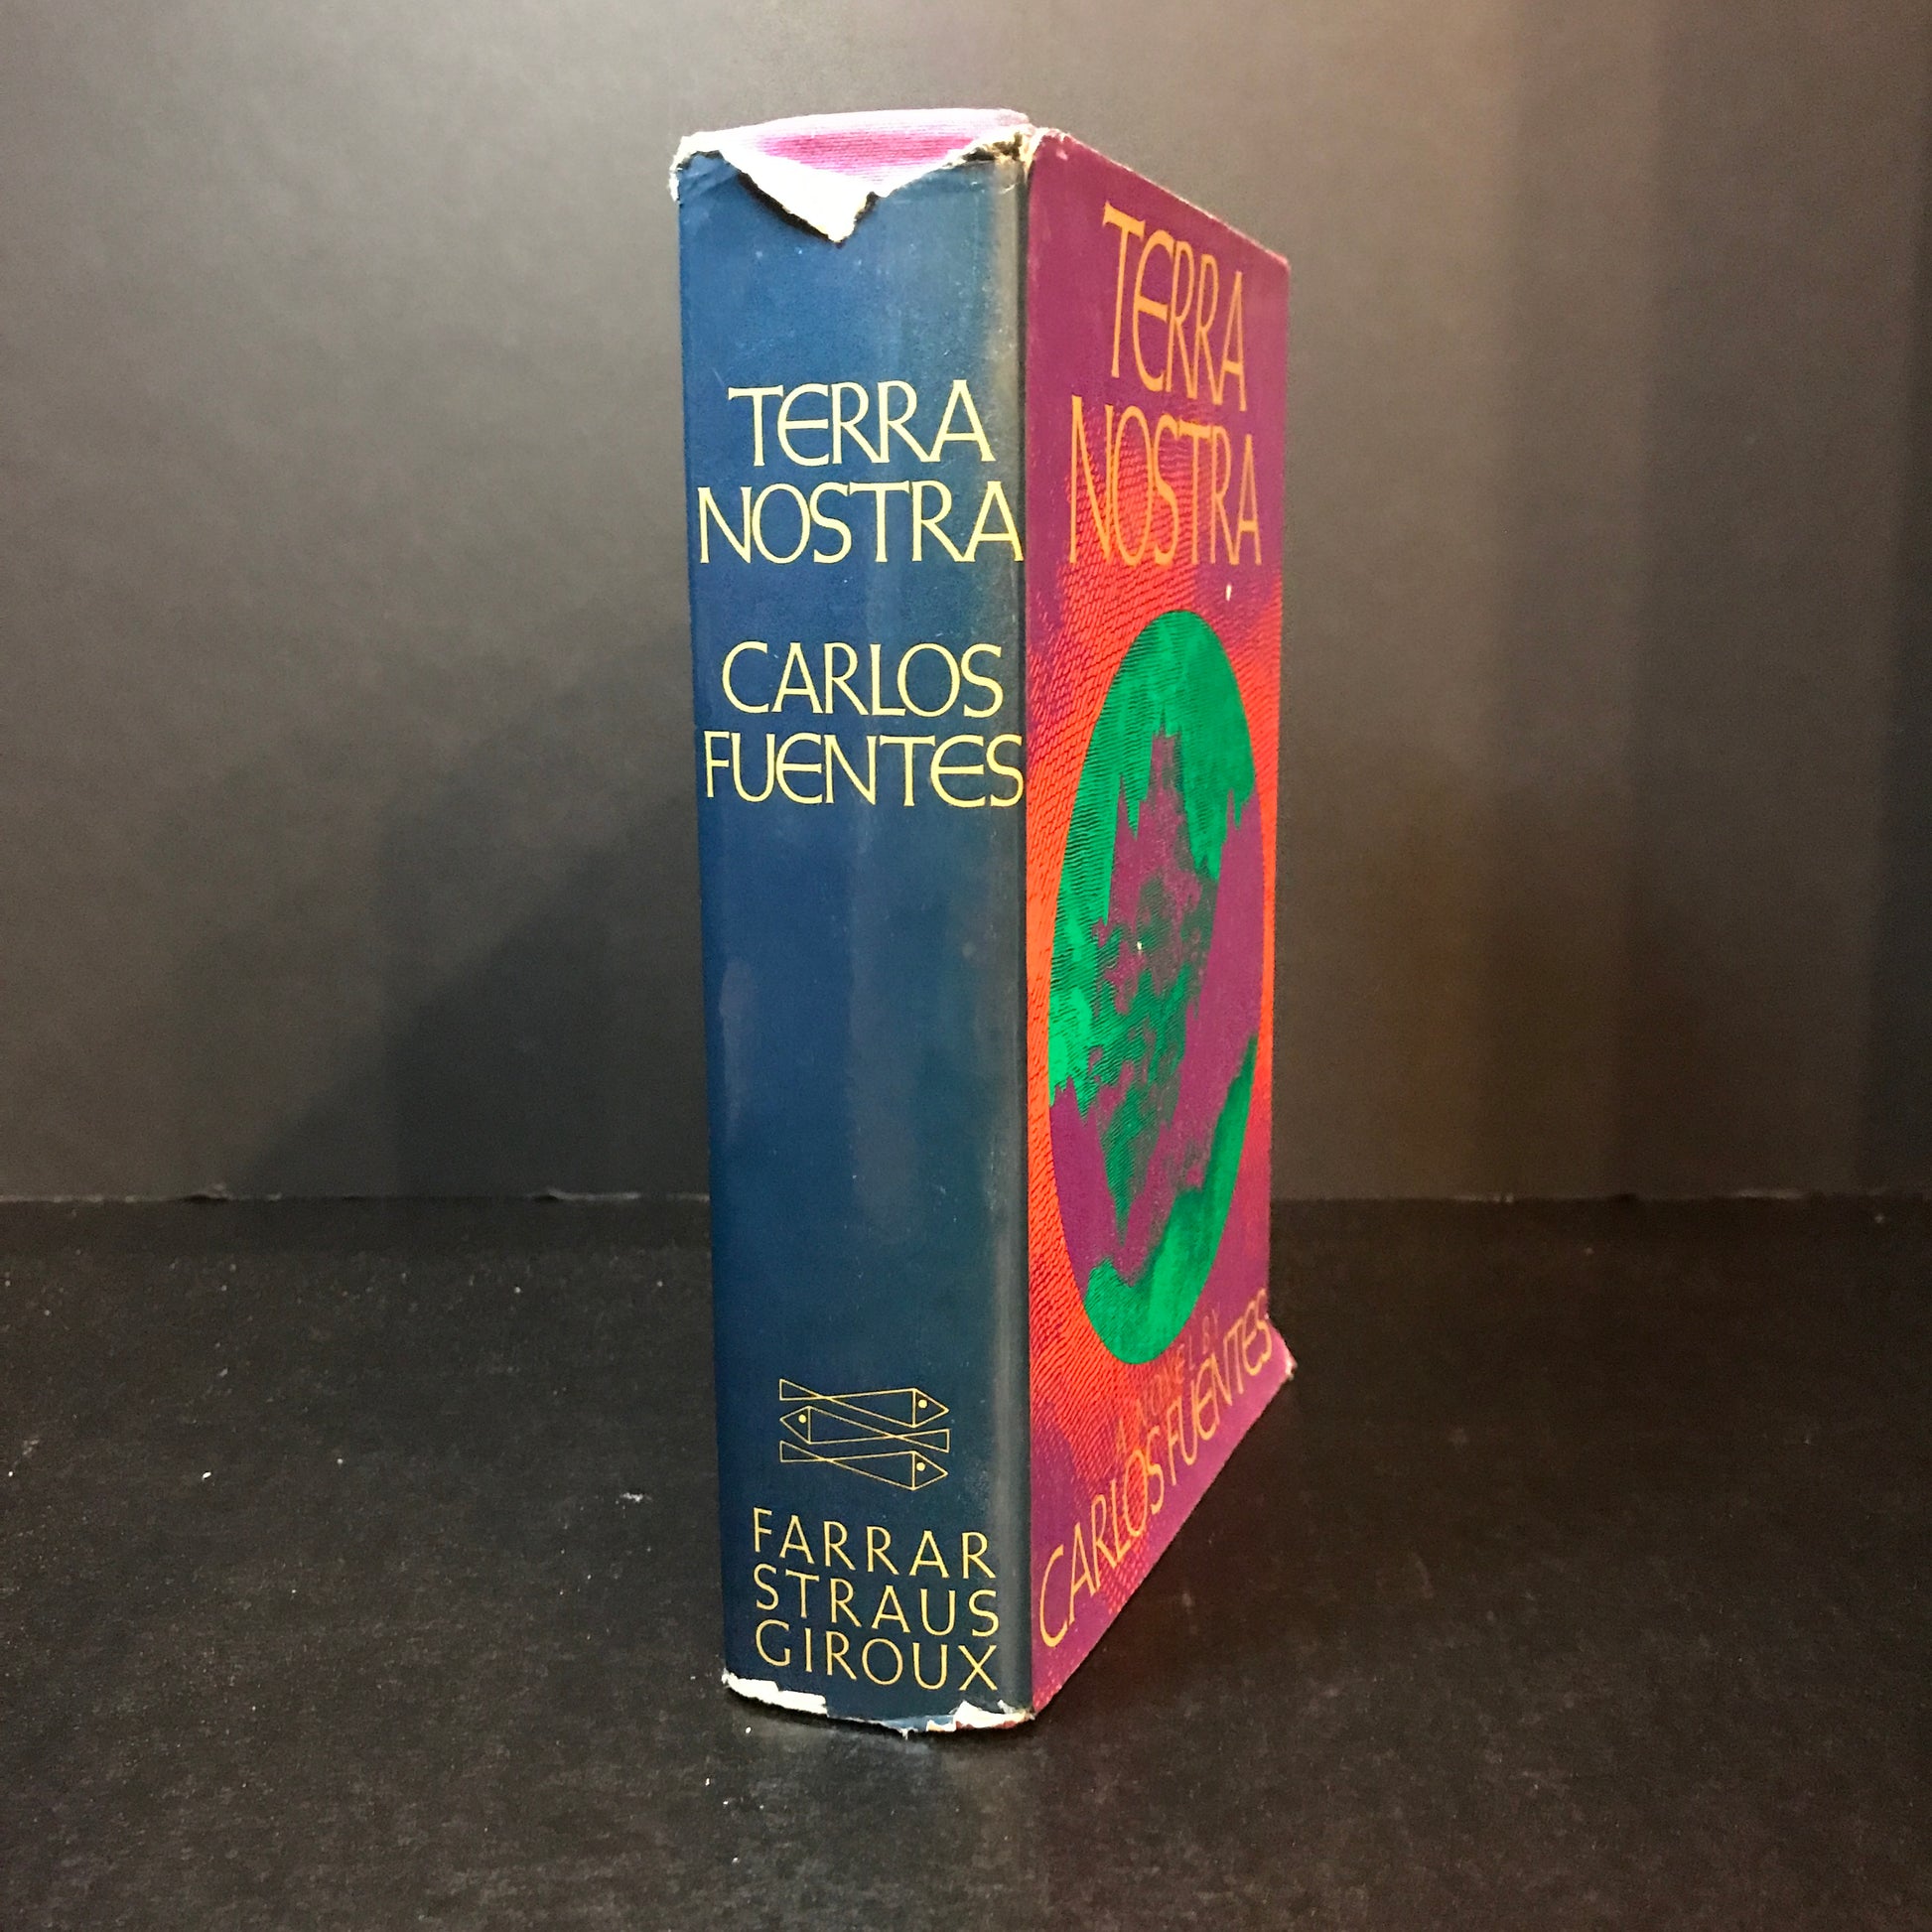 TERRA
NOSTRA
CARLOS
FUENTES
FARRAR
STRAUS
GIROUX
TERRA
NOSTRA
A NOVEL BY
CARLOS FUENTES